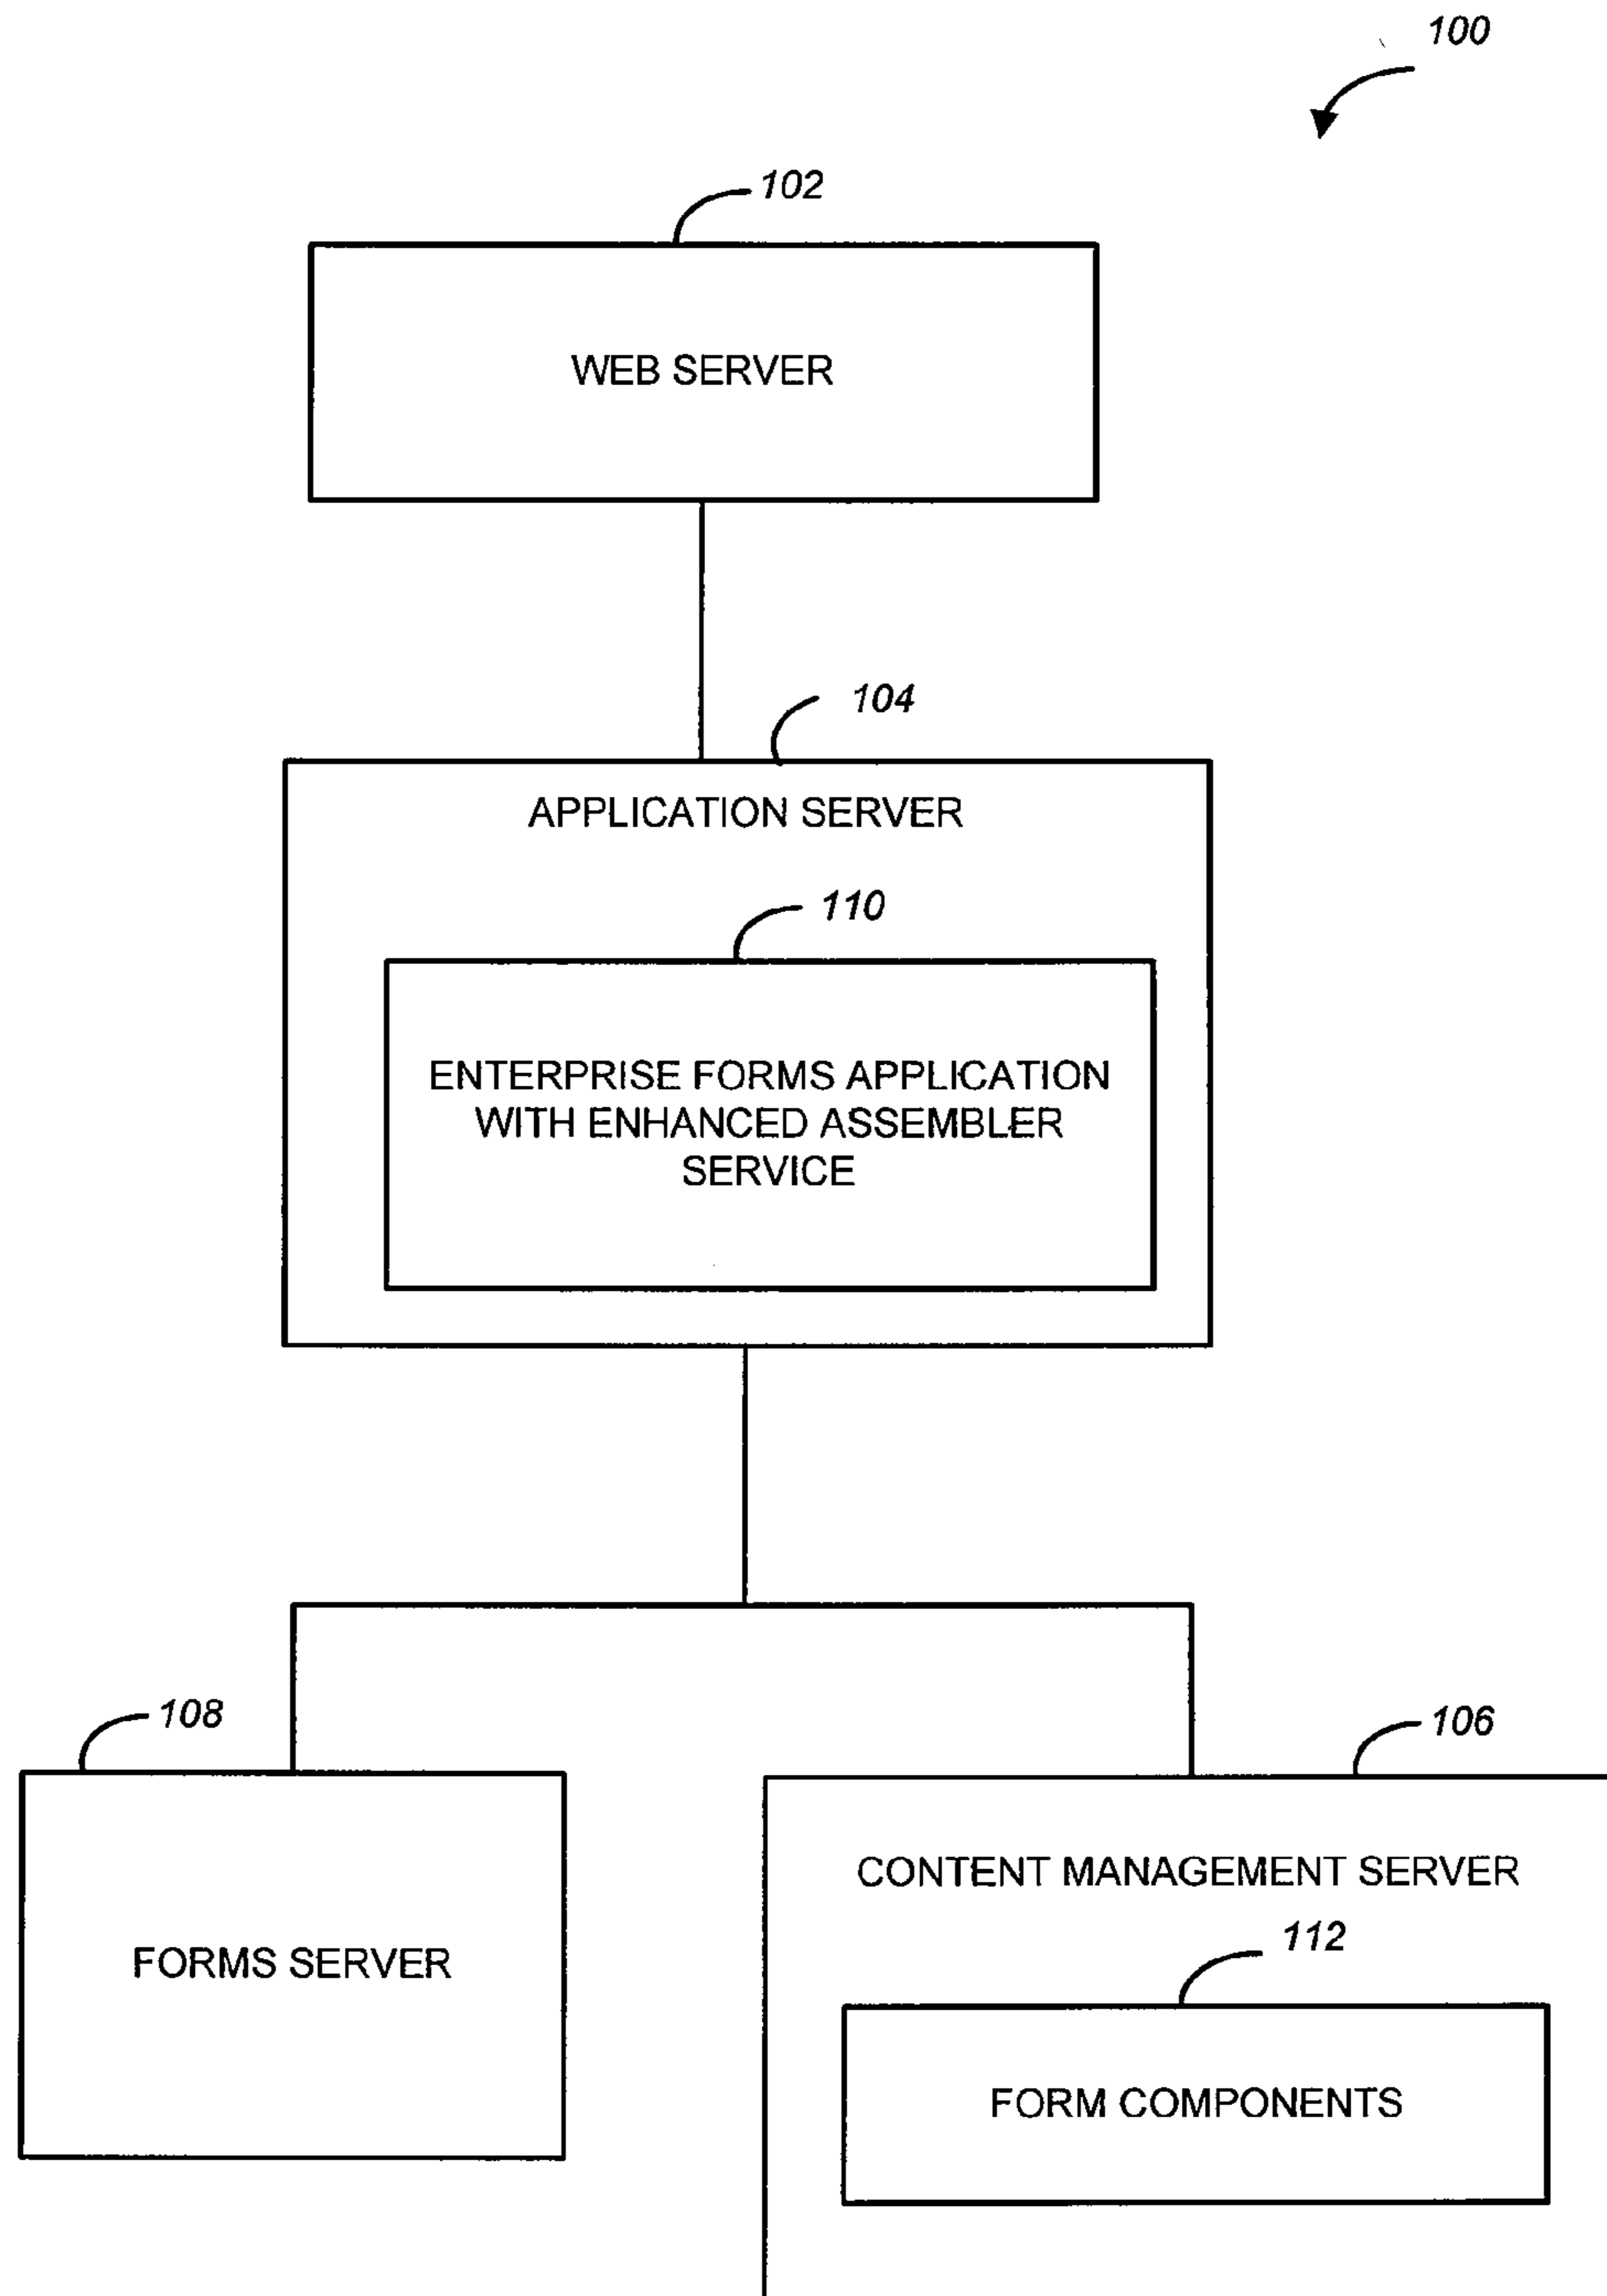 100
102
WEB SERVER
104
APPLICATION SERVER
110
ENTERPRISE FORMS APPLICATION
WITH ENHANCED ASSEMBLER
SERVICE
108
106
FORMS SERVER
CONTENT MANAGEMENT SERVER
112
FORM COMPONENTS